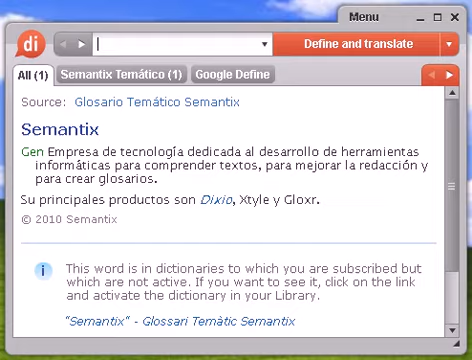 Menu
di
Define and translate
All (1)
Semantix Temático (1)
Google Define
Source: Glosario Temático Semantix
Semantix
Gen Empresa de tecnología dedicada al desarrollo de herramientas
informáticas para comprender textos, para mejorar la redacción y
para crear glosarios.
Su principales productos son Dixio, Xtyle y Gloxr.
© 2010 Semantix
i
This word is in dictionaries to which you are subscribed but
which are not active. If you want to see it, click on the link
and activate the dictionary in your Library.
"Semantix" - Glossari Temàtic Semantix